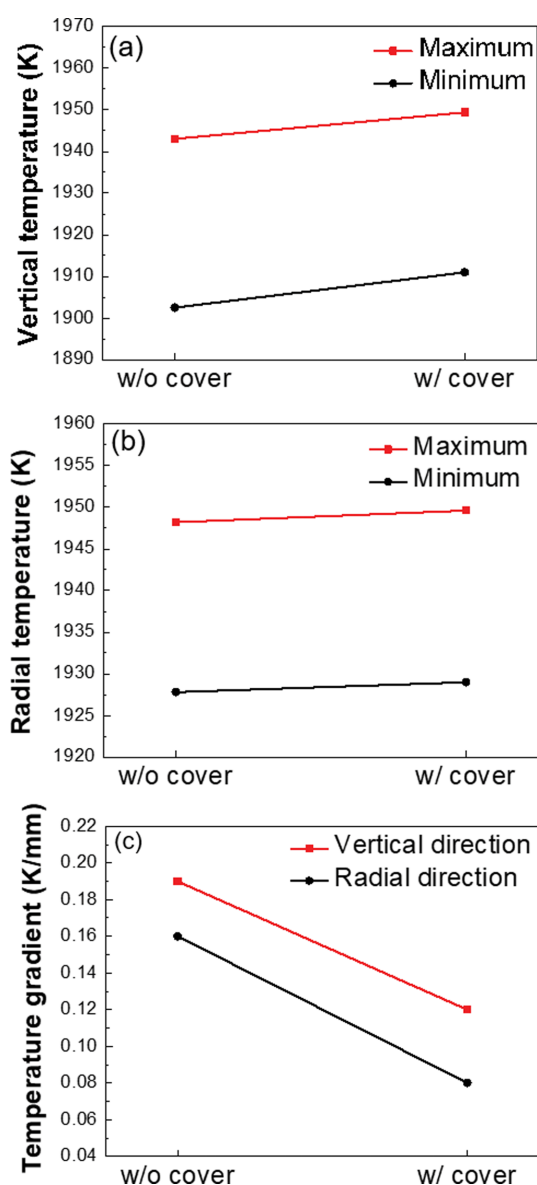 1970
1960
1950
1940
1930
1920
1910
1900
1890
Vertical temperature (K)
(a)
Maximum
Minimum
w/o cover
w/ cover
1960
1955
1950
1945
1940
1935
1930
1925
1920
Radial temperature (K)
(b)
Maximum
Minimum
w/o cover
w/ cover
0.22
0.20
0.18
0.16
0.14
0.12
0.10
0.08
0.06
0.04
Temperature gradient (K/mm)
(c)
Vertical direction
Radial direction
w/o cover
w/ cover